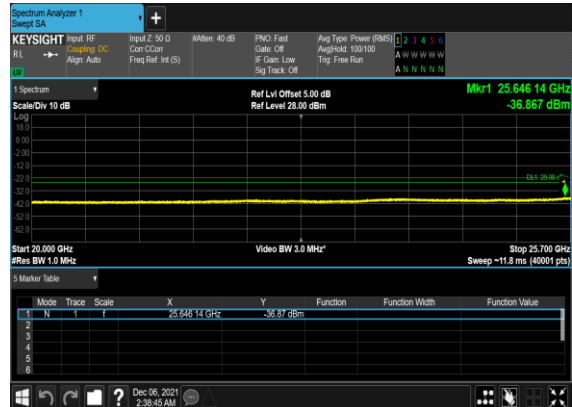 Spectrum Analyzer 1
Swept SA
+
KEYSIGHT Input: RF Input Z: 50 Ω #Atten: 40 dB PNO: Fast Avg Type: Power (RMS) 1 2 3 4 5 6
RL Coupling: DC Corr CCorr Gate: Off Avg|Hold: 100/100 A W W W W W
Align: Auto Freq Ref: Int (S) IF Gain: Low Trig: Free Run A N N N N N
Sig Track: Off
1 Spectrum Ref Lvl Offset 5.00 dB Mkr1 25.646 14 GHz
Scale/Div 10 dB Ref Level 28.00 dBm -36.867 dBm
Log
18.0
8.00
-2.00
-12.0
-22.0
-32.0
-42.0
-52.0
-62.0
Start 20.000 GHz Video BW 3.0 MHz* Stop 25.700 GHz
#Res BW 1.0 MHz Sweep ~11.8 ms (40001 pts)
5 Marker Table
Mode Trace Scale X Y Function Function Width Function Value
1 N 1 f 25.646 14 GHz -36.87 dBm
2
3
4
5
6
? Dec 06, 2021
2:38:45 AM